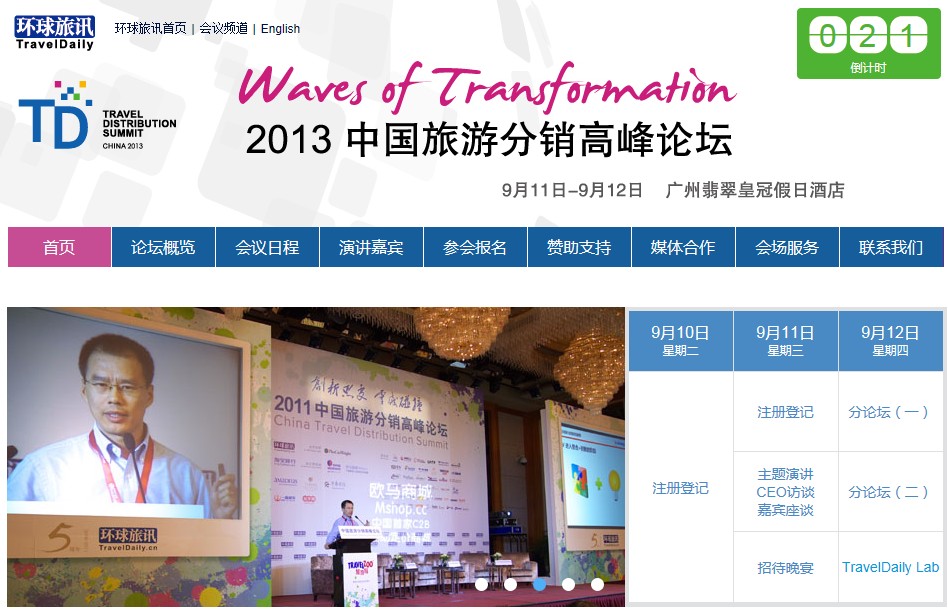 环球旅讯
TravelDaily
环球旅讯首页 | 会议频道 | English
021
倒计时
TD
TRAVEL
DISTRIBUTION
SUMMIT
CHINA 2013
Waves of Transformation
2013 中国旅游分销高峰论坛
9月11日-9月12日 广州翡翠皇冠假日酒店
首页 论坛概览 会议日程 演讲嘉宾 参会报名 赞助支持 媒体合作 会场服务 联系我们
创新思变
2011中国旅游分销高峰论坛
China Travel Distribution Summit
欧马商城
Mshop.cc
中国首家C2B
TRAVELZOO
5
环球旅讯
TravelDaily.cn
9月10日
星期二
9月11日
星期三
9月12日
星期四
注册登记
注册登记
分论坛（一）
主题演讲
CEO访谈
嘉宾座谈
分论坛（二）
招待晚宴
TravelDaily Lab